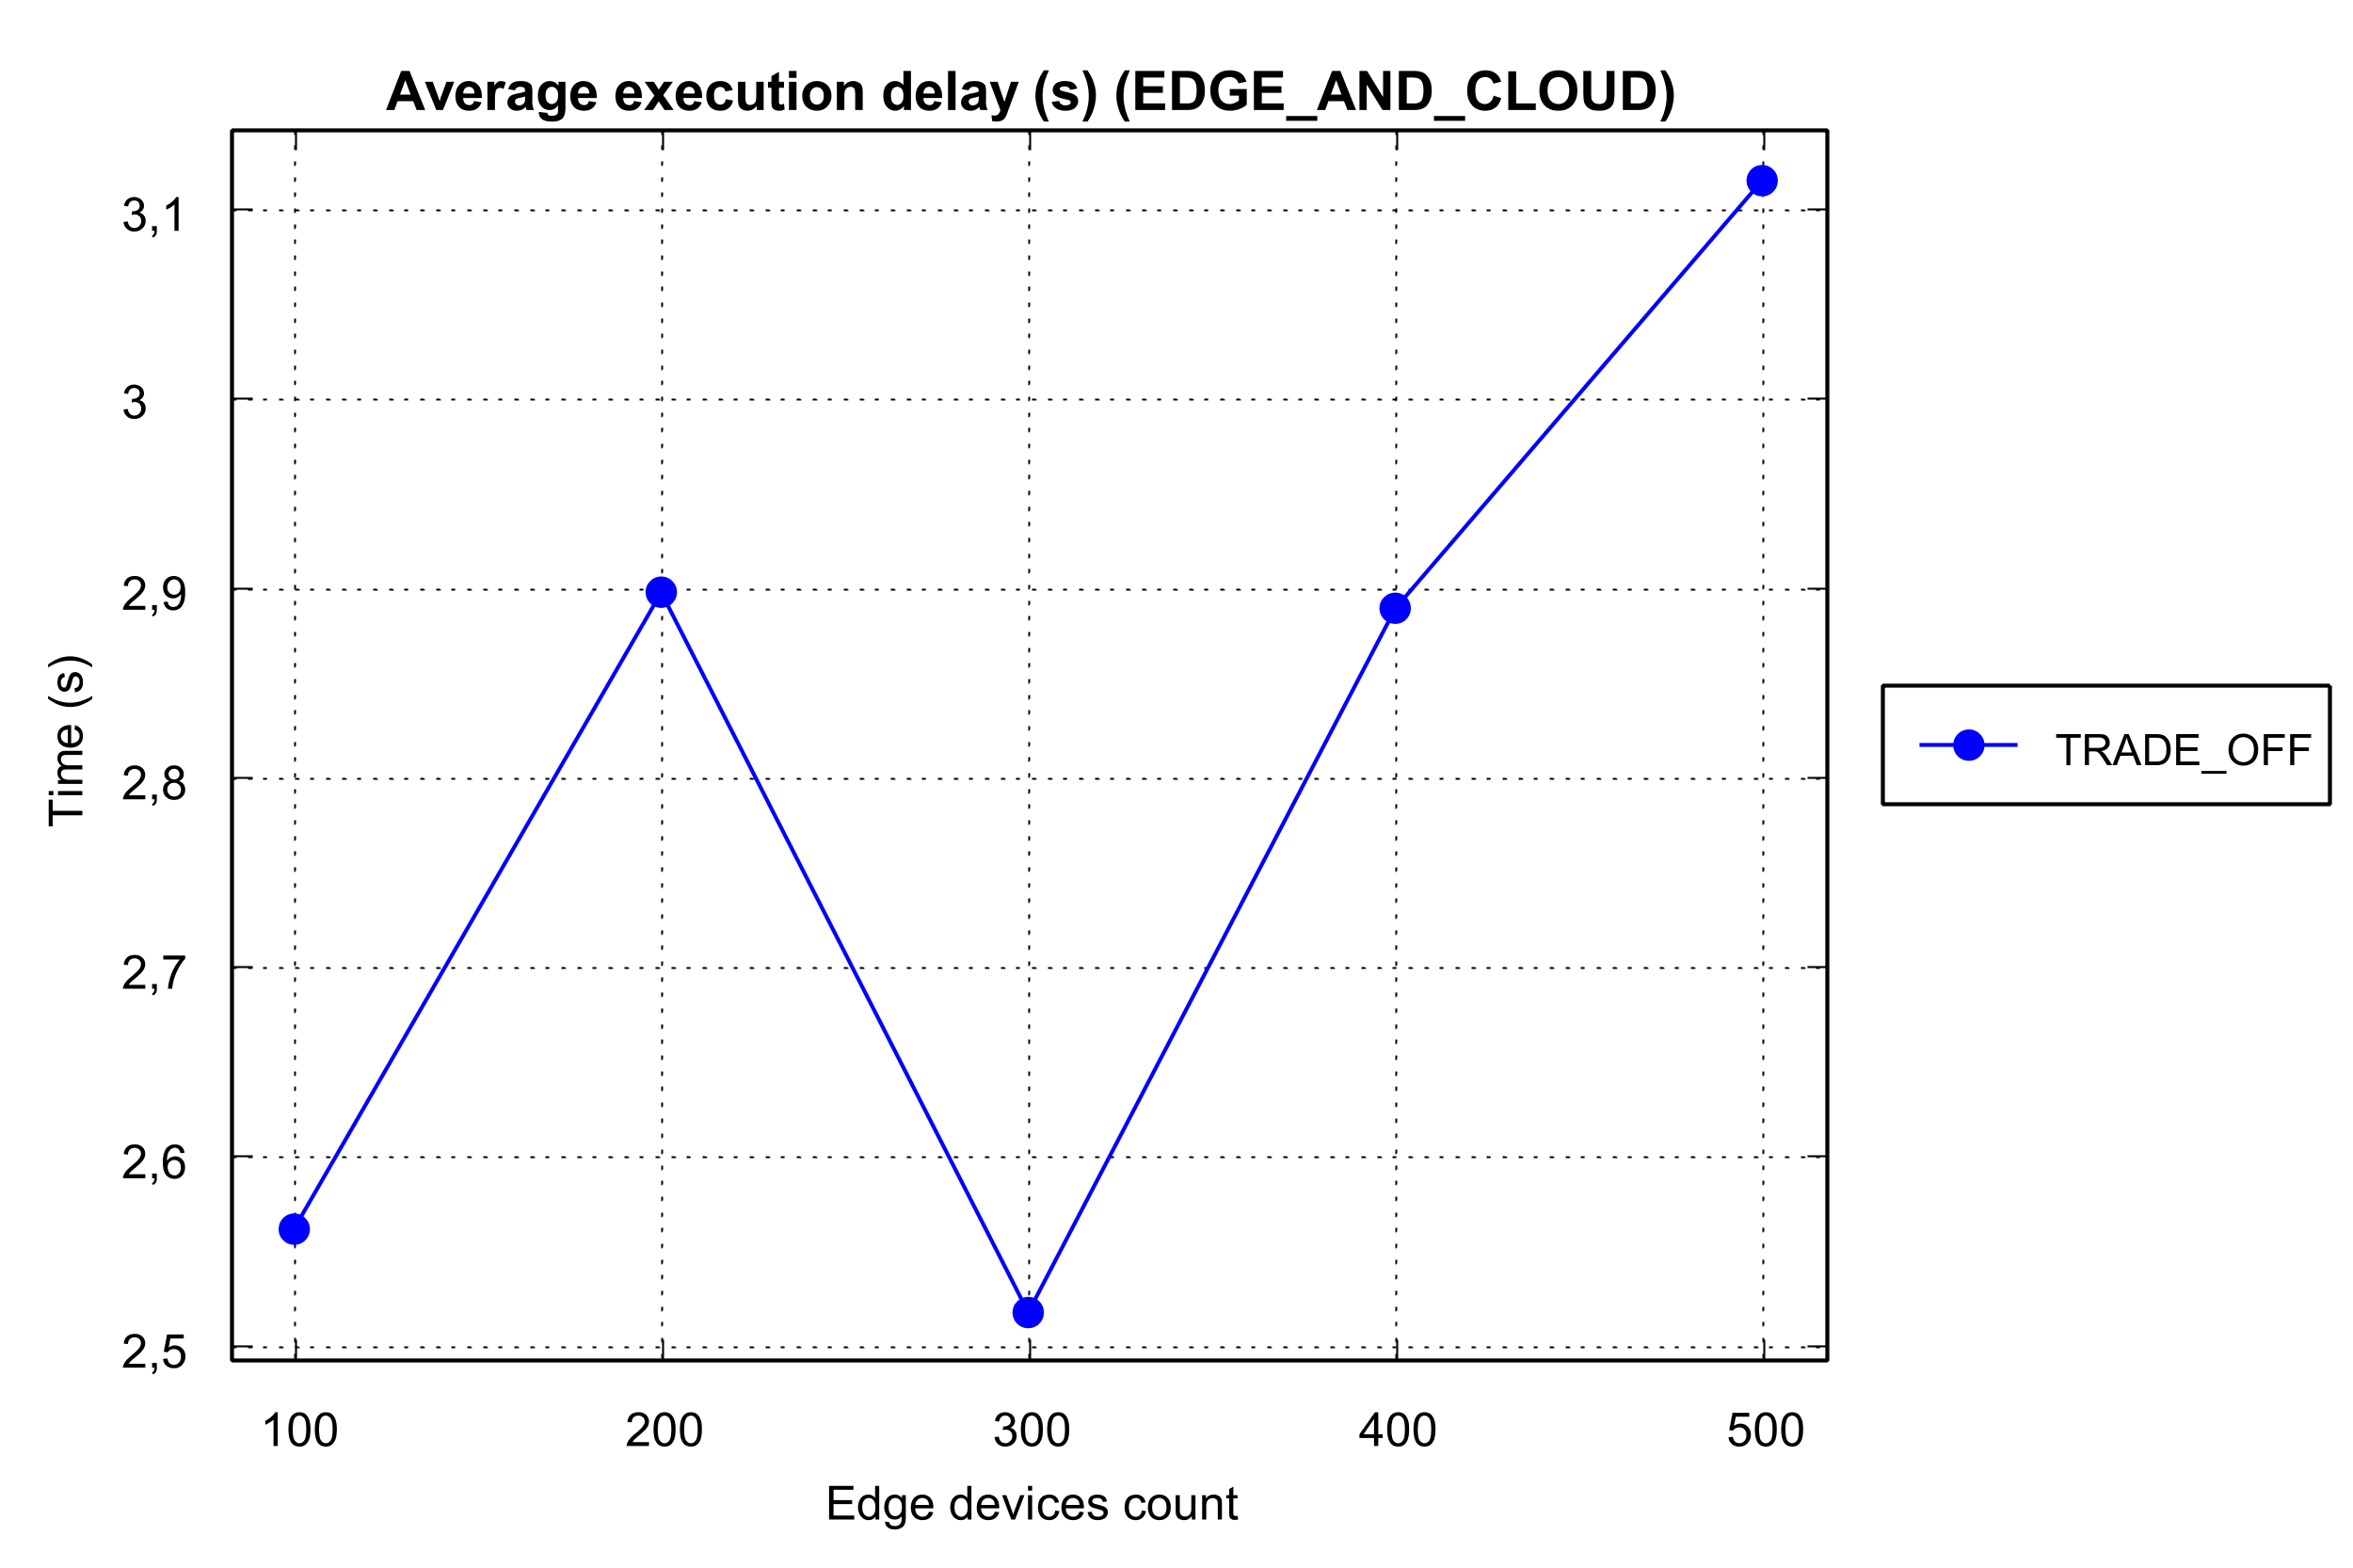 Average execution delay (s) (EDGE_AND_CLOUD)
3,1
3
2,9
2,8
2,7
2,6
2,5
Time (s)
100 200 300 400 500
Edge devices count
TRADE_OFF